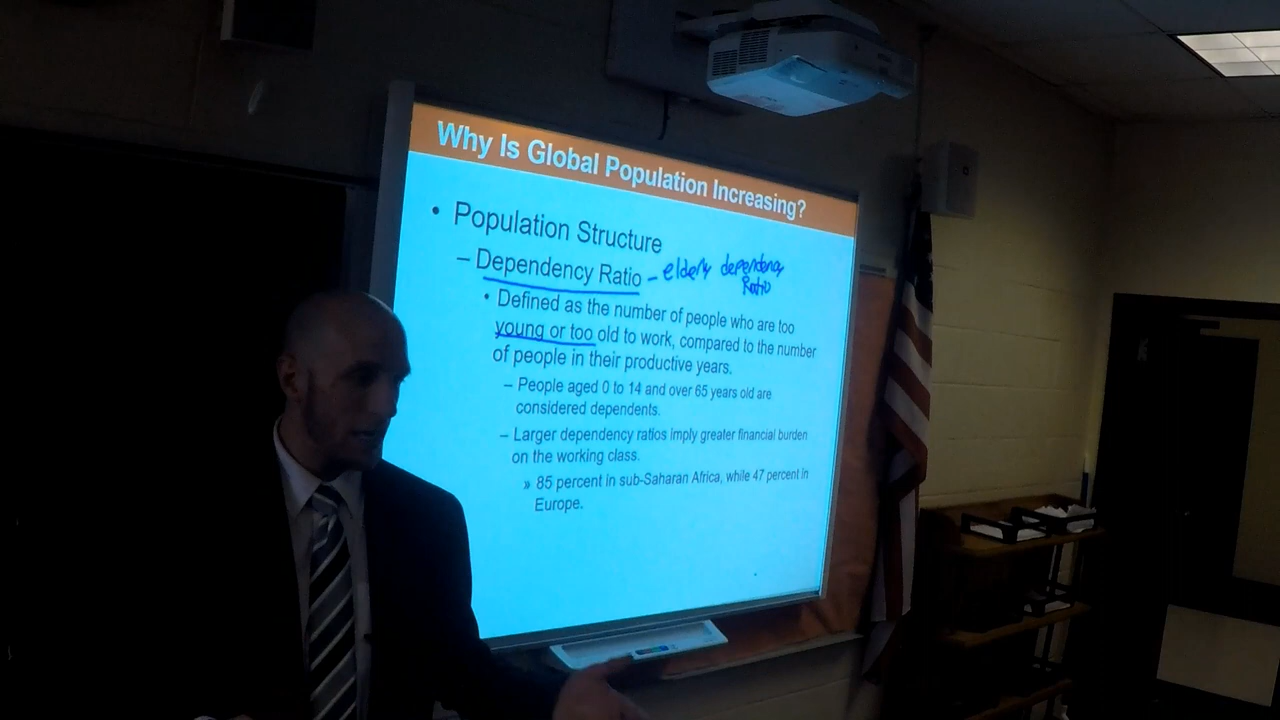 Why Is Global Population Increasing?
• Population Structure
– Dependency Ratio – elderly dependency
Ratio
• Defined as the number of people who are too
young or too old to work, compared to the number
of people in their productive years.
– People aged 0 to 14 and over 65 years old are
considered dependents.
– Larger dependency ratios imply greater financial burden
on the working class.
» 85 percent in sub-Saharan Africa, while 47 percent in
Europe.